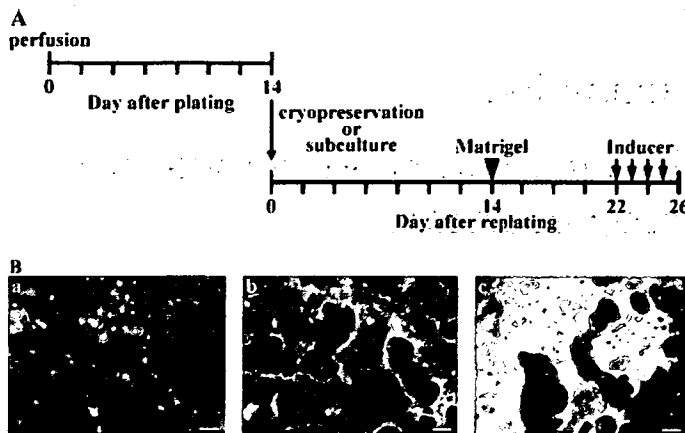 A
perfusion
0 14
Day after plating
cryopreservation
or
subculture
Matrigel Inducer
0 14 22 26
Day after replating
B
a b c